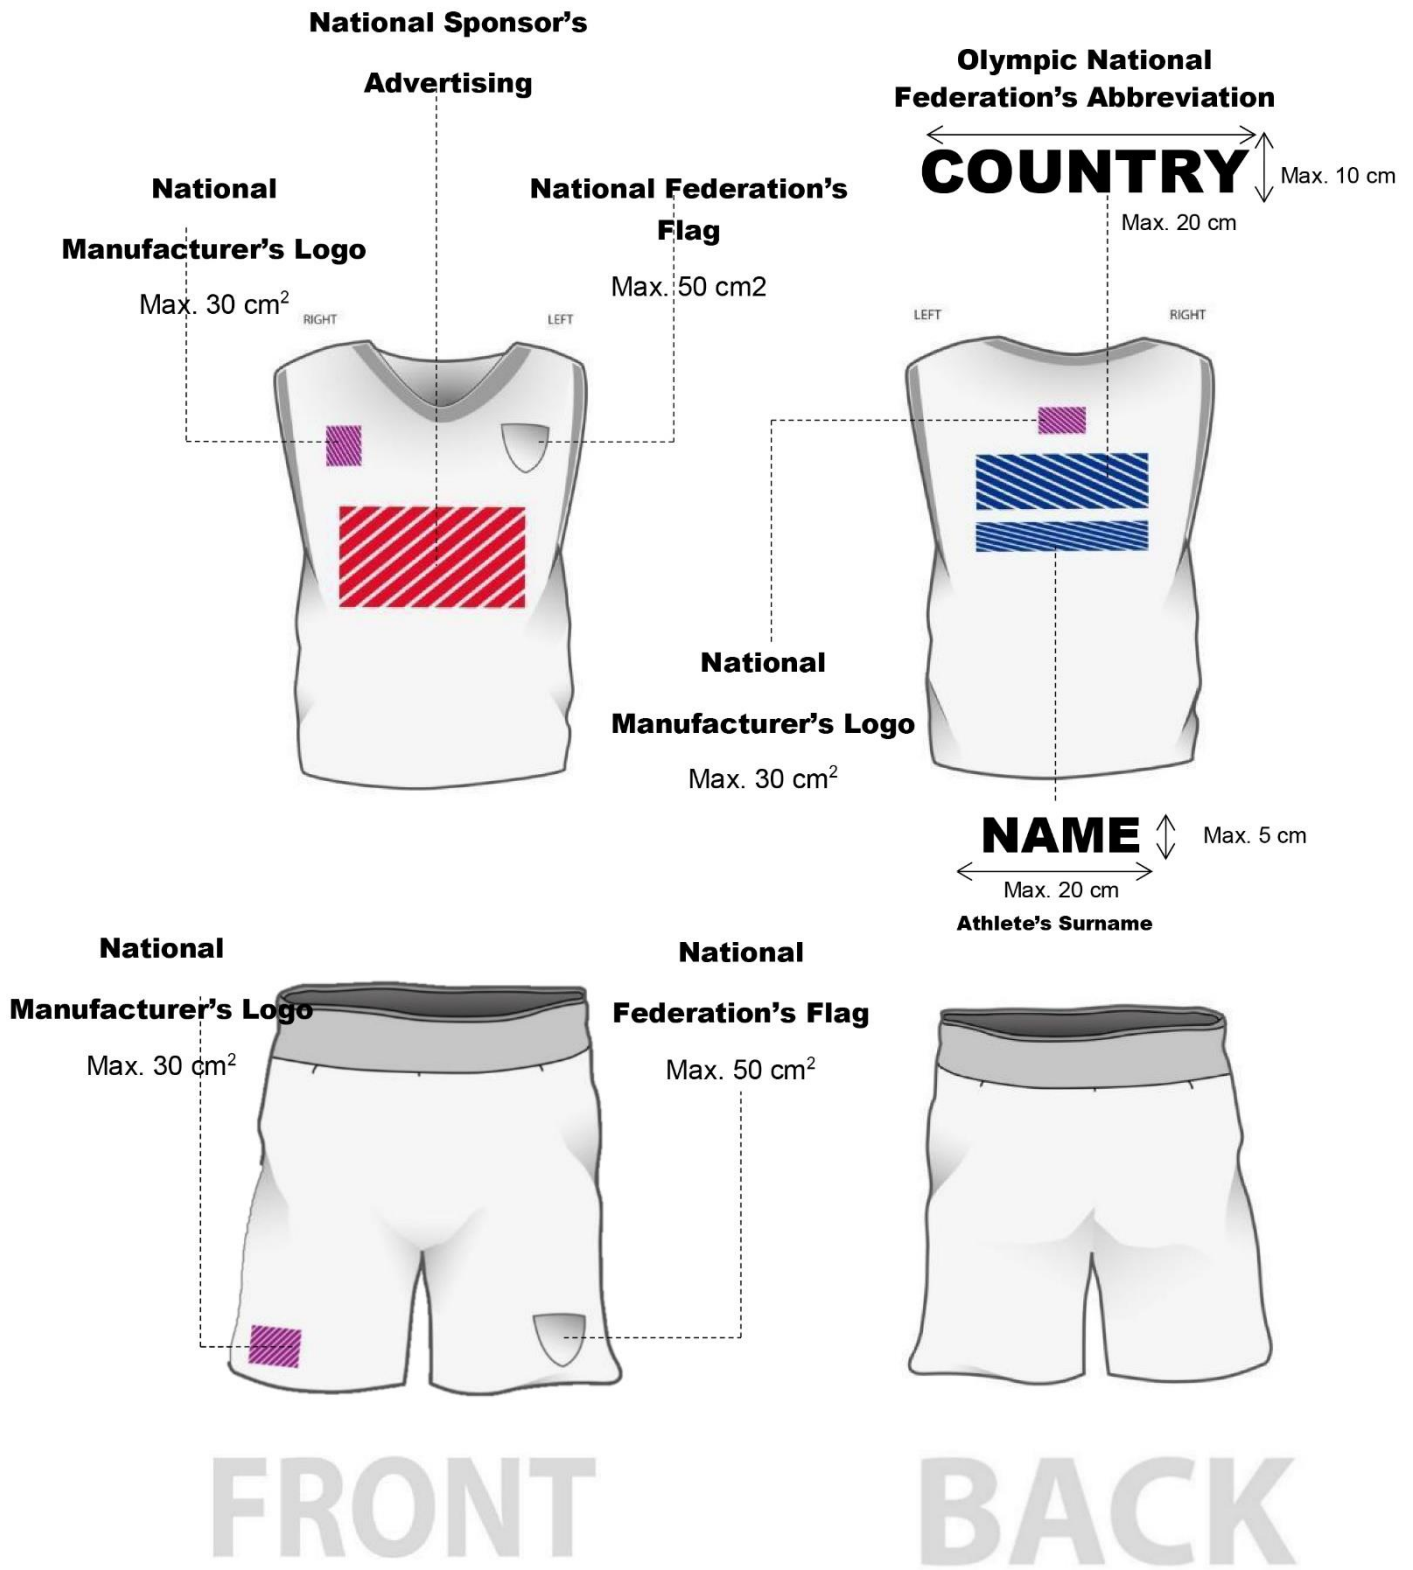 National Sponsor's
Advertising
Olympic National
Federation's Abbreviation
COUNTRY
Max. 10 cm
Max. 20 cm
National
Manufacturer's Logo
Max. 30 cm²
National Federation's
Flag
Max. 50 cm2
RIGHT
LEFT
LEFT
RIGHT
National
Manufacturer's Logo
Max. 30 cm²
NAME
Max. 5 cm
Max. 20 cm
Athlete's Surname
National
Manufacturer's Logo
Max. 30 cm²
National
Federation's Flag
Max. 50 cm²
FRONT
BACK